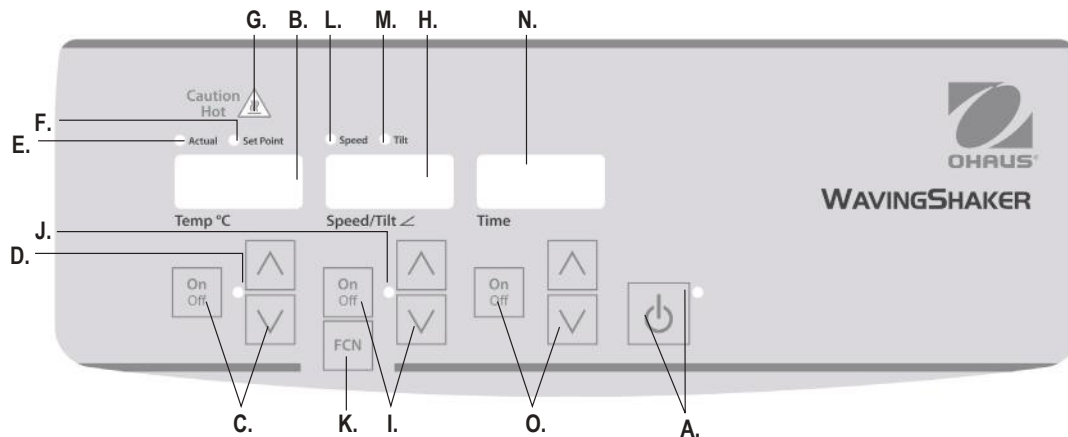 G. B. L. M. H. N.
Caution
Hot
F.
E.
Actual Set Point Speed Tilt
OHAUS®
WAVINGSHAKER
Temp °C Speed/Tilt ∠ Time
J.
D.
On
Off
On
Off
On
Off
FCN
C. K. I. O. A.